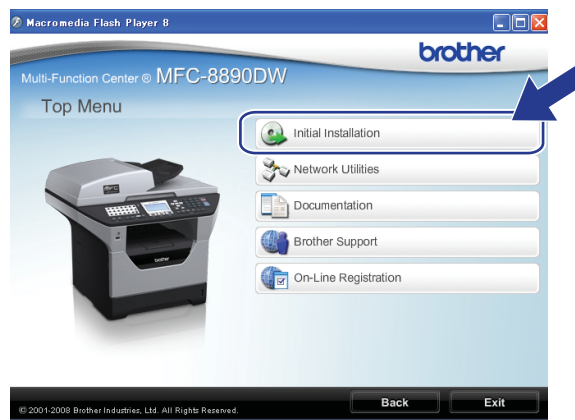 Macromedia Flash Player 8
brother
Multi-Function Center ® MFC-8890DW
Top Menu
Initial Installation
Network Utilities
Documentation
Brother Support
On-Line Registration
brother
© 2001-2008 Brother Industries, Ltd. All Rights Reserved.
Back
Exit